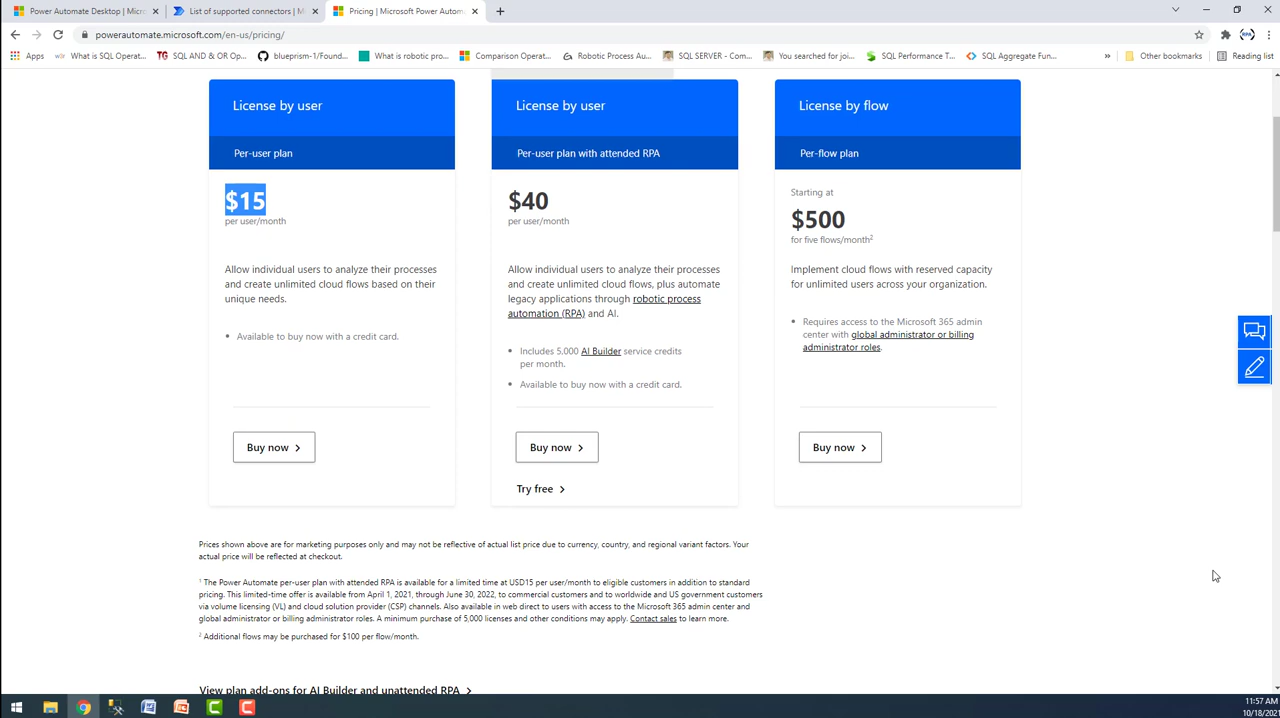 Power Automate Desktop | Micros
List of supported connectors | M
Pricing | Microsoft Power Autom
powerautomate.microsoft.com/en-us/pricing/
Apps
What is SQL Operat...
SQL AND & OR Op...
blueprism-1/Found...
What is robotic pro...
Comparison Operat...
Robotic Process Au...
SQL SERVER - Com...
You searched for joi...
SQL Performance T...
SQL Aggregate Fun...
»
Other bookmarks
Reading list
License by user
Per-user plan
$15
per user/month
Allow individual users to analyze their processes
and create unlimited cloud flows based on their
unique needs.
• Available to buy now with a credit card.
Buy now >
License by user
Per-user plan with attended RPA
$40
per user/month
Allow individual users to analyze their processes
and create unlimited cloud flows, plus automate
legacy applications through robotic process
automation (RPA) and AI.
• Includes 5,000 AI Builder service credits
per month.
• Available to buy now with a credit card.
Buy now >
Try free >
License by flow
Per-flow plan
Starting at
$500
for five flows/month²
Implement cloud flows with reserved capacity
for unlimited users across your organization.
• Requires access to the Microsoft 365 admin
center with global administrator or billing
administrator roles.
Buy now >
Prices shown above are for marketing purposes only and may not be reflective of actual list price due to currency, country, and regional variant factors. Your
actual price will be reflected at checkout.
¹ The Power Automate per-user plan with attended RPA is available for a limited time at USD15 per user/month to eligible customers in addition to standard
pricing. This limited-time offer is available from April 1, 2021, through June 30, 2022, to commercial customers and to worldwide and US government customers
via volume licensing (VL) and cloud solution provider (CSP) channels. Also available in web direct to users with access to the Microsoft 365 admin center and
global administrator or billing administrator roles. A minimum purchase of 5,000 licenses and other conditions may apply. Contact sales to learn more.
² Additional flows may be purchased for $100 per flow/month.
View plan add-ons for AI Builder and unattended RPA >
11:57 AM
10/18/202